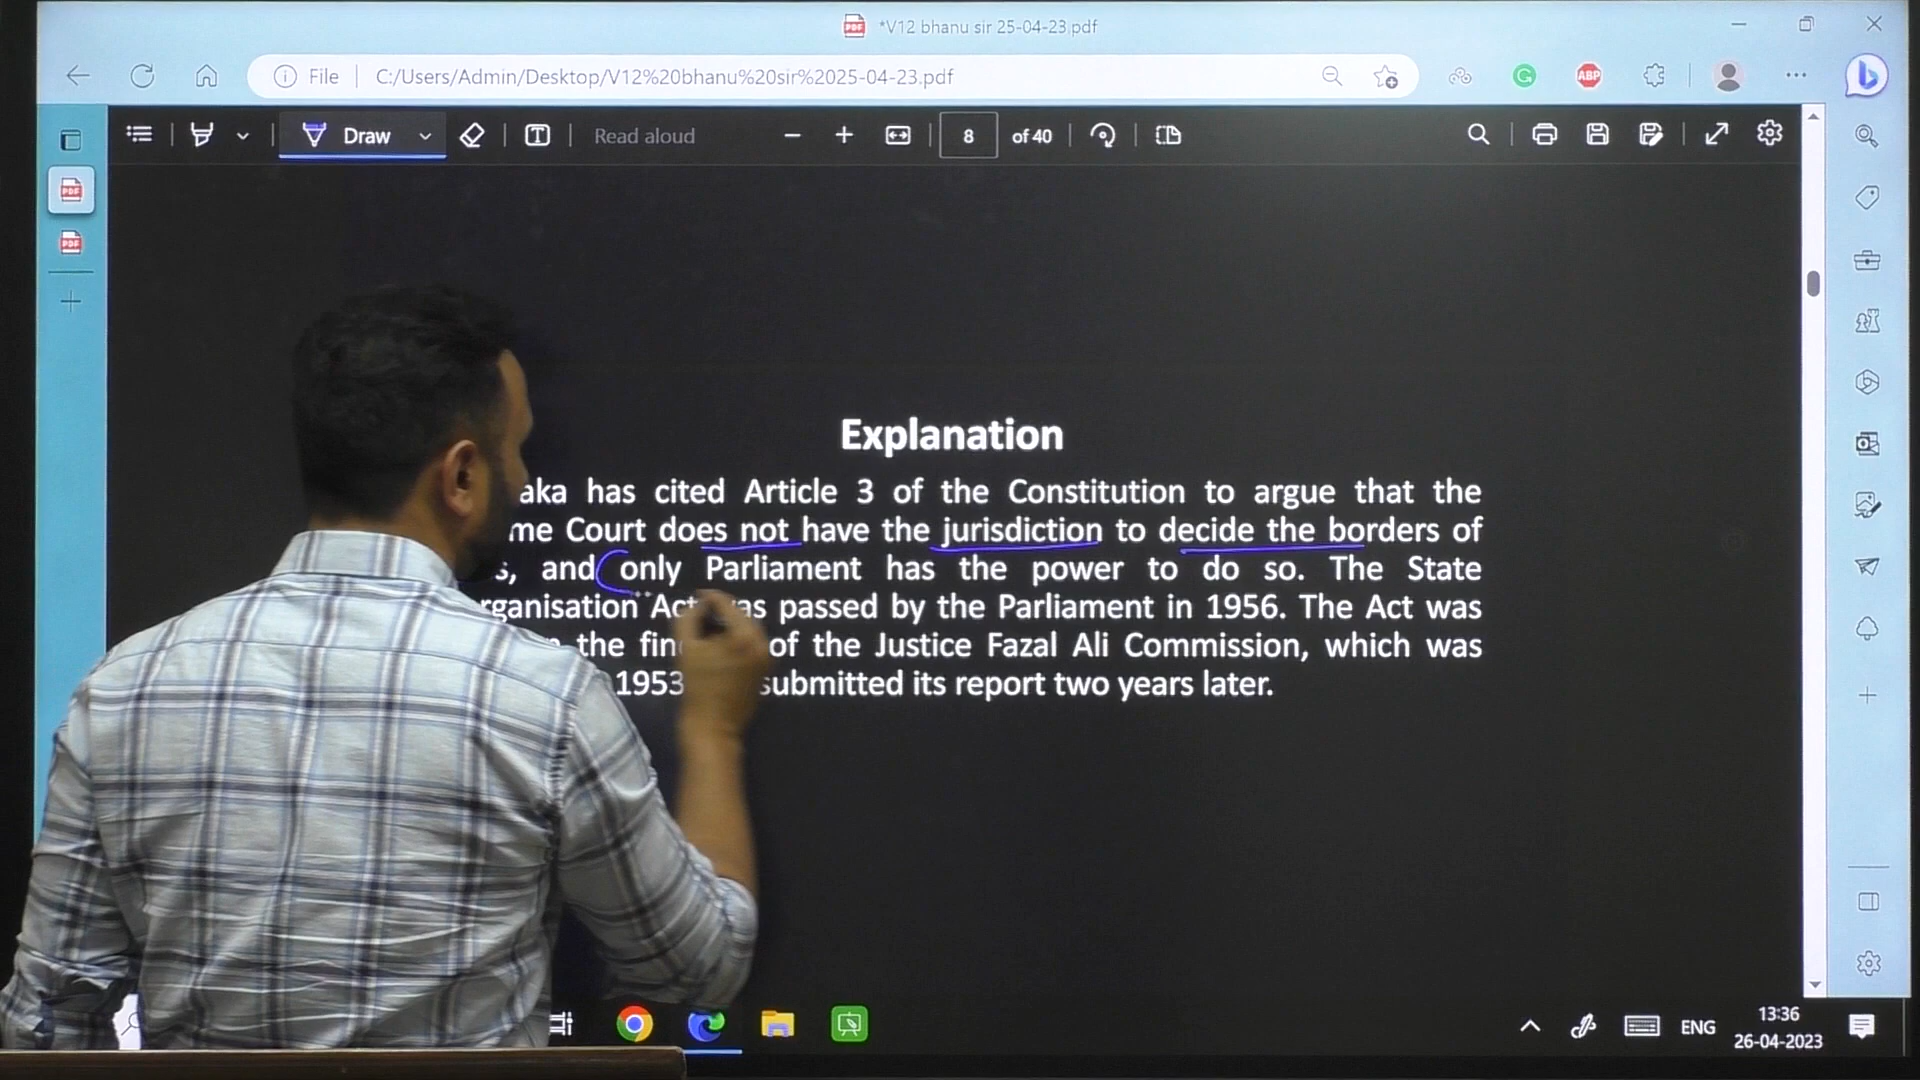 *V12 bhanu sir 25-04-23.pdf
File
C:/Users/Admin/Desktop/V12%20bhanu%20sir%2025-04-23.pdf
ABP
PDF
PDF
Draw
Read aloud
8 of 40
Explanation
aka has cited Article 3 of the Constitution to argue that the
me Court does not have the jurisdiction to decide the borders of
s, and only Parliament has the power to do so. The State
rganisation Act was passed by the Parliament in 1956. The Act was
the fin of the Justice Fazal Ali Commission, which was
1953 submitted its report two years later.
ENG
13:36
26-04-2023